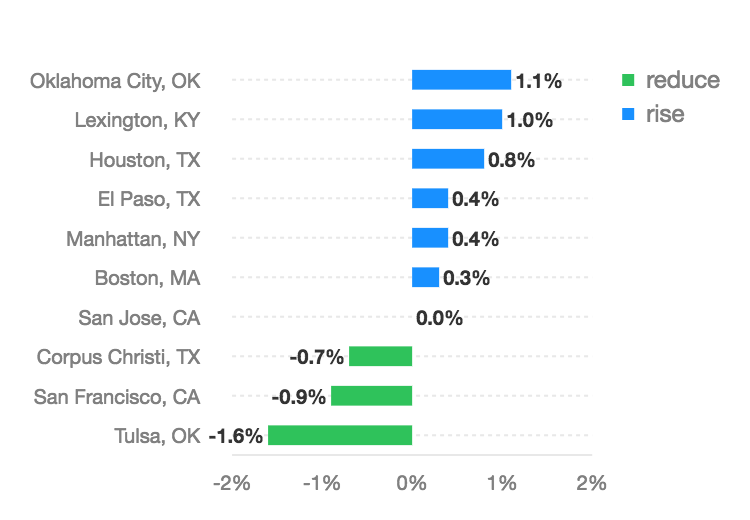 Oklahoma City, OK 1.1% reduce
Lexington, KY 1.0% rise
Houston, TX 0.8%
El Paso, TX 0.4%
Manhattan, NY 0.4%
Boston, MA 0.3%
San Jose, CA 0.0%
Corpus Christi, TX -0.7%
San Francisco, CA -0.9%
Tulsa, OK -1.6%
-2% -1% 0% 1% 2%